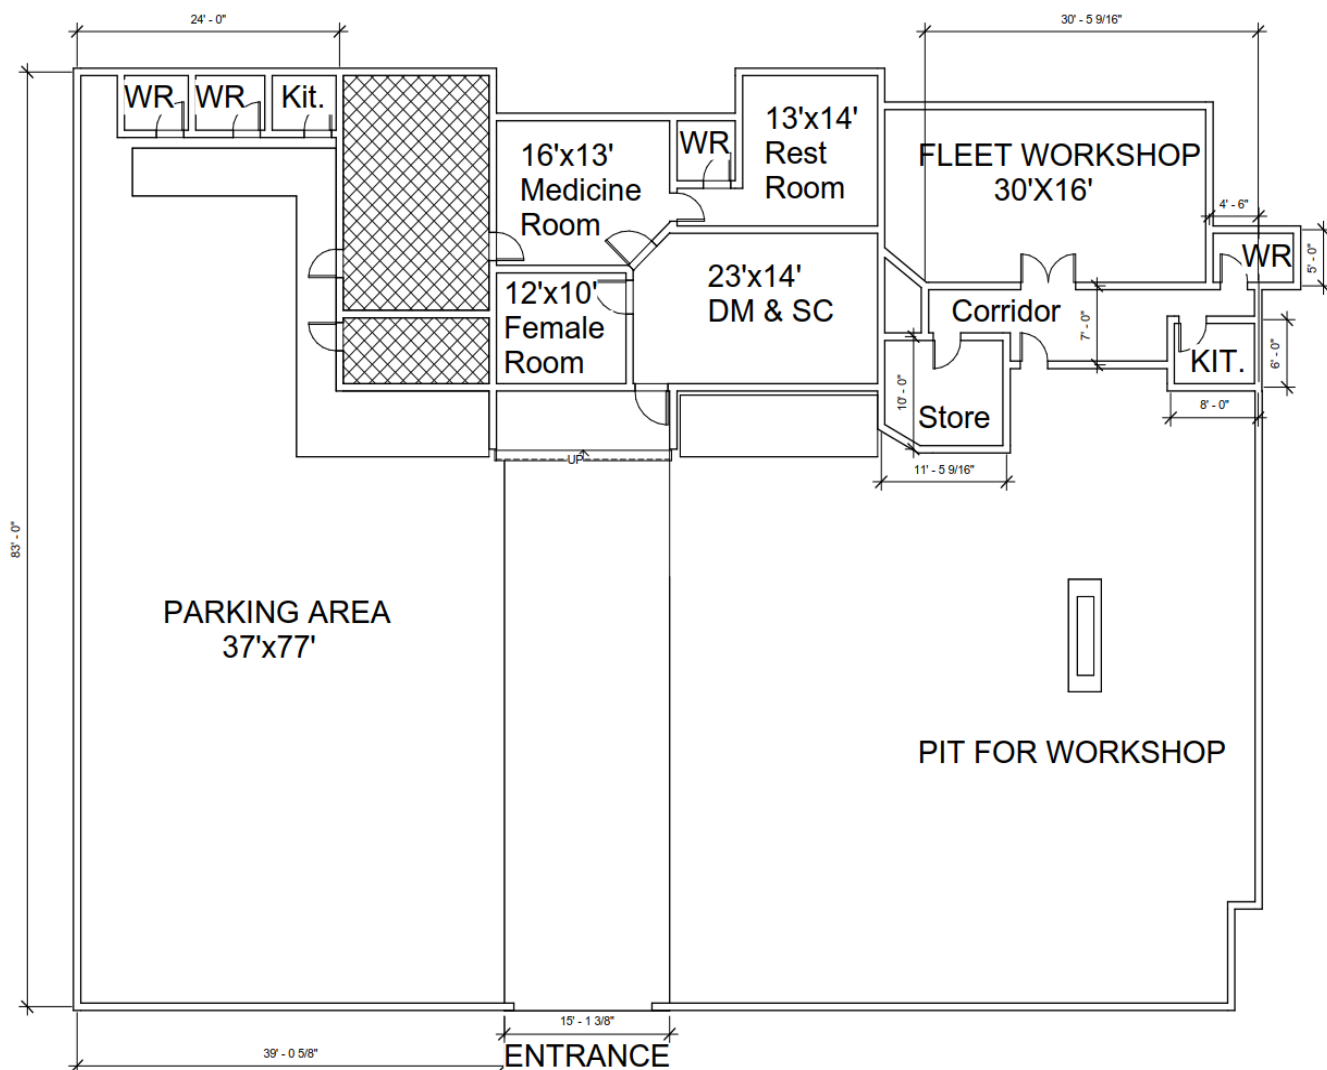 24' - 0"
30' - 5 9/16"
WR
WR
Kit.
16'x13'
Medicine
Room
WR
13'x14'
Rest
Room
FLEET WORKSHOP
30'X16'
4' - 6"
WR
5' - 0"
12'x10'
Female
Room
23'x14'
DM & SC
Corridor
7' - 0"
KIT.
6' - 0"
8' - 0"
10' - 0"
Store
11' - 5 9/16"
UP
83' - 0"
PARKING AREA
37'x77'
PIT FOR WORKSHOP
15' - 1 3/8"
39' - 0 5/8"
ENTRANCE